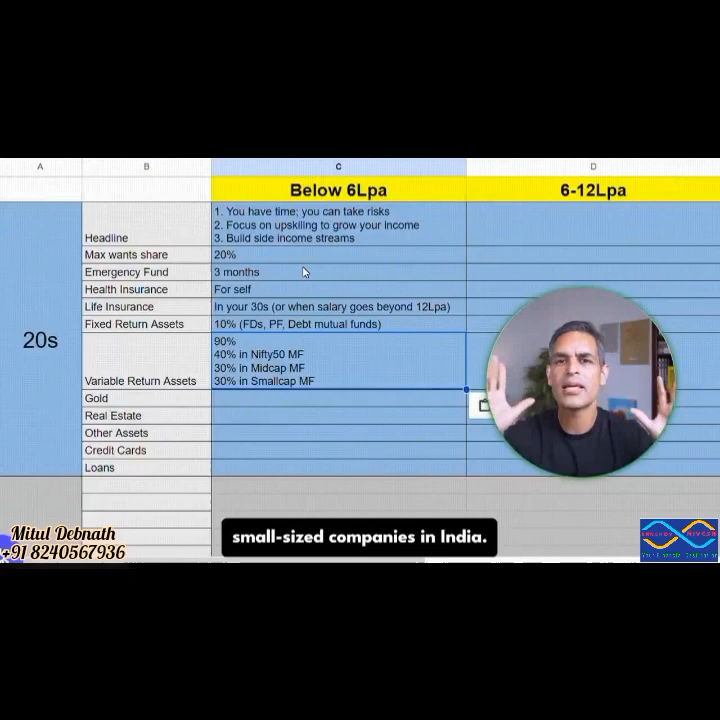 A B C D
Below 6Lpa 6-12Lpa
20s
Headline
1. You have time; you can take risks
2. Focus on upskiling to grow your income
3. Build side income streams
Max wants share 20%
Emergency Fund 3 months
Health Insurance For self
Life Insurance In your 30s (or when salary goes beyond 12Lpa)
Fixed Return Assets 10% (FDs, PF, Debt mutual funds)
Variable Return Assets
90%
40% in Nifty50 MF
30% in Midcap MF
30% in Smallcap MF
Gold
Real Estate
Other Assets
Credit Cards
Loans
small-sized companies in India.
Mitul Debnath
+91 8240567936